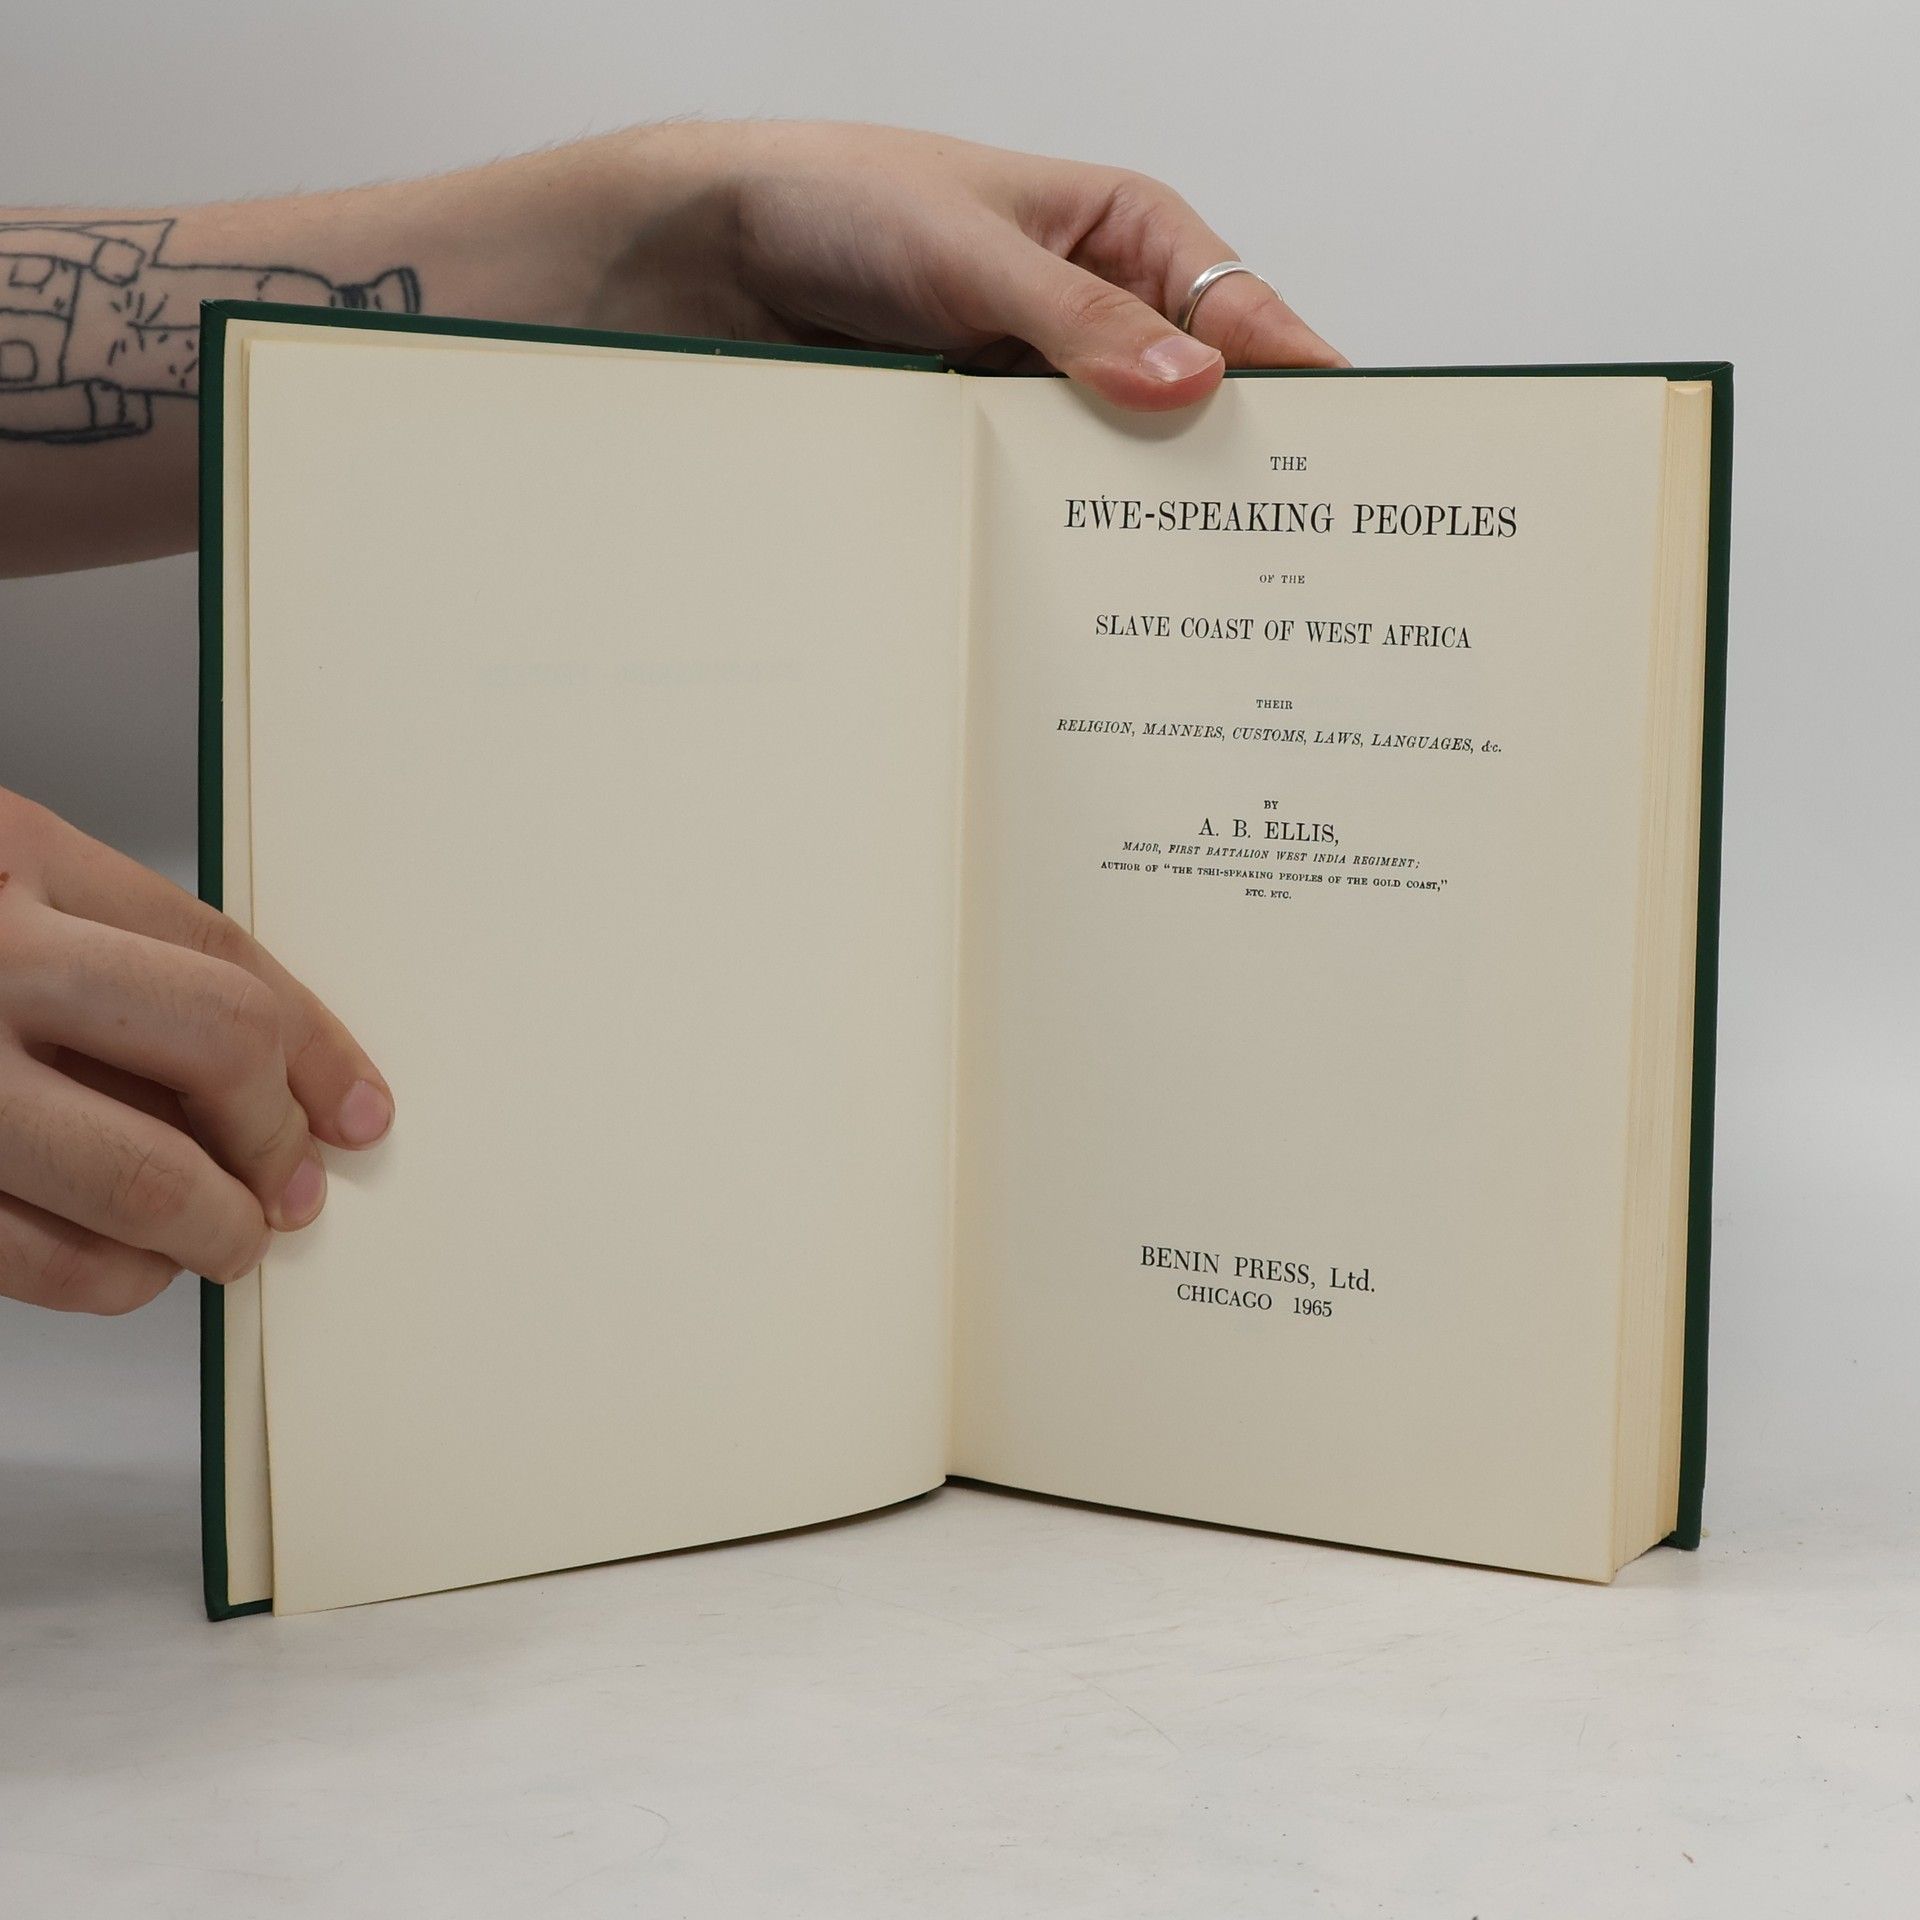 THE
EẆE-SPEAKING PEOPLES
OF THE
SLAVE COAST OF WEST AFRICA
THEIR
RELIGION, MANNERS, CUSTOMS, LAWS, LANGUAGES, &c.
BY
A. B. ELLIS,
MAJOR, FIRST BATTALION WEST INDIA REGIMENT;
AUTHOR OF “THE TSHI-SPEAKING PEOPLES OF THE GOLD COAST,”
ETC. ETC.
BENIN PRESS, Ltd.
CHICAGO 1965